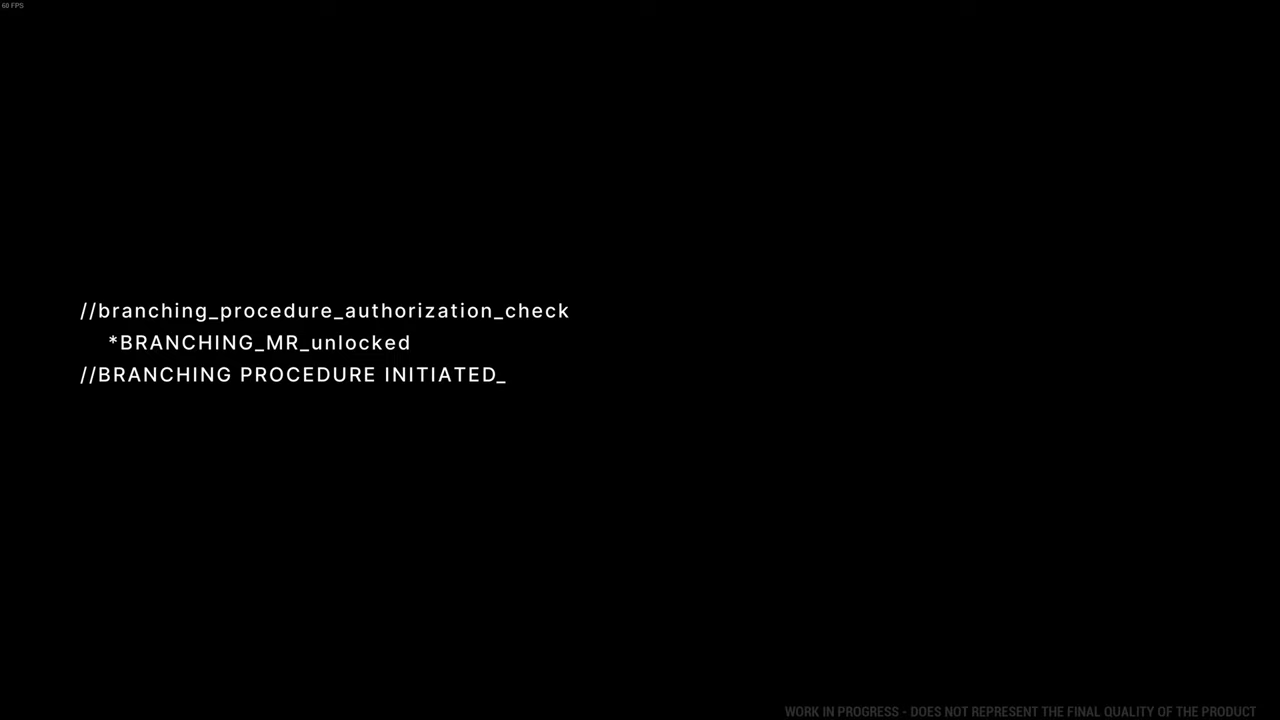 60 FPS
//branching_procedure_authorization_check
*BRANCHING_MR_unlocked
//BRANCHING PROCEDURE INITIATED_
WORK IN PROGRESS - DOES NOT REPRESENT THE FINAL QUALITY OF THE PRODUCT